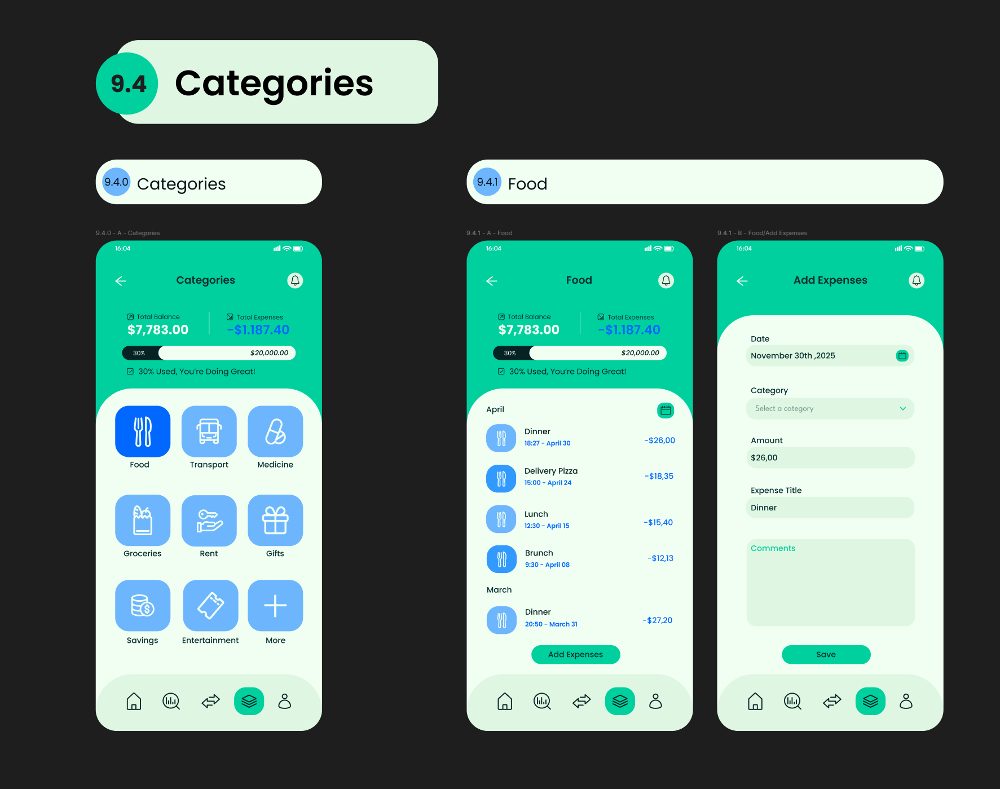 9.4 Categories
9.4.0 Categories
9.4.1 Food
9.4.0 - A - Categories
16:04
Categories
Total Balance
$7,783.00
Total Expenses
-$1.187.40
30%
$20,000.00
30% Used, You’re Doing Great!
Food
Transport
Medicine
Groceries
Rent
Gifts
Savings
Entertainment
More
9.4.1 - A - Food
16:04
Food
Total Balance
$7,783.00
Total Expenses
-$1.187.40
30%
$20,000.00
30% Used, You’re Doing Great!
April
Dinner
18:27 - April 30
-$26,00
Delivery Pizza
15:00 - April 24
-$18,35
Lunch
12:30 - April 15
-$15,40
Brunch
9:30 - April 08
-$12,13
March
Dinner
20:50 - March 31
-$27,20
Add Expenses
9.4.1 - B - Food/Add Expenses
16:04
Add Expenses
Date
November 30th ,2025
Category
Select a category
Amount
$26,00
Expense Title
Dinner
Comments
Save